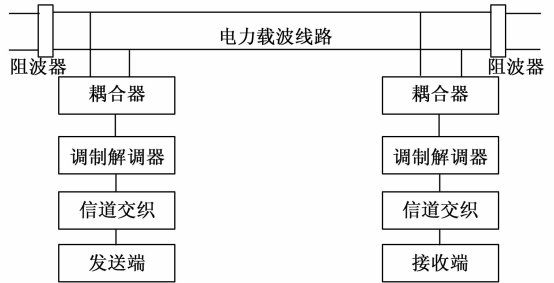 电力载波线路
阻波器
阻波器
耦合器
耦合器
调制解调器
调制解调器
信道交织
信道交织
发送端
接收端